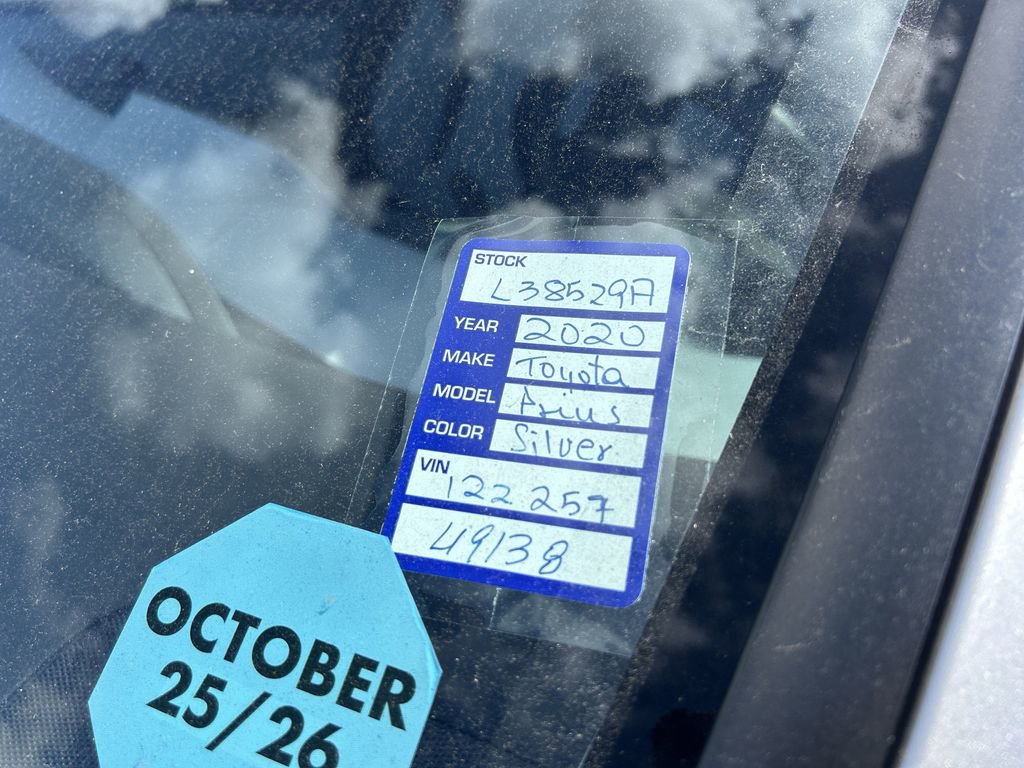 STOCK
L38529A
YEAR 2020
MAKE Toyota
MODEL Prius
COLOR Silver
VIN
122257
49138
OCTOBER
25/26